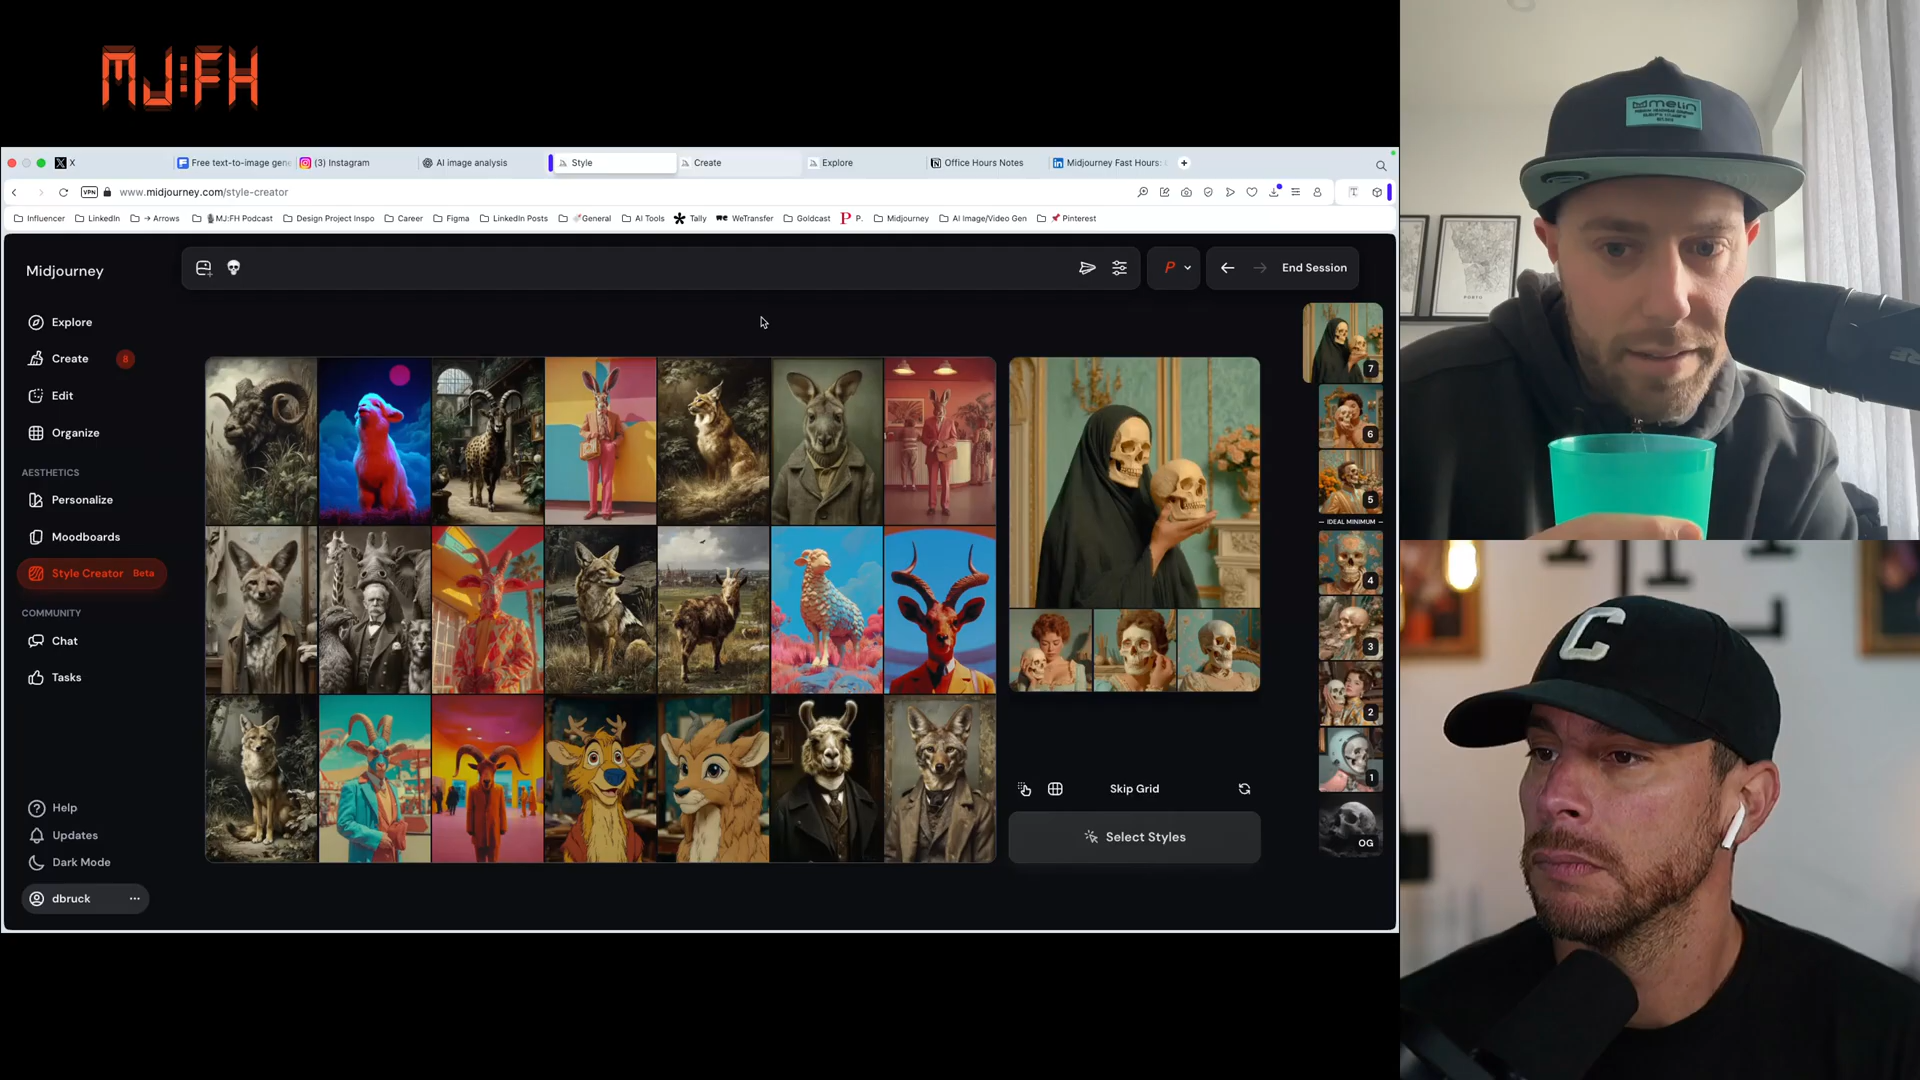 MJ:FH
X
Free text-to-image gene
(3) Instagram
AI image analysis
Style
Create
Explore
Office Hours Notes
Midjourney Fast Hours:
VPN
www.midjourney.com/style-creator
Influencer
LinkedIn
→ Arrows
MJ:FH Podcast
Design Project Inspo
Career
Figma
LinkedIn Posts
General
AI Tools
Tally
WeTransfer
Goldcast
P.
Midjourney
AI Image/Video Gen
Pinterest
Midjourney
P
End Session
Explore
Create 8
Edit
Organize
AESTHETICS
Personalize
Moodboards
Style Creator Beta
COMMUNITY
Chat
Tasks
Help
Updates
Dark Mode
dbruck
Skip Grid
Select Styles
7
6
5
IDEAL MINIMUM
4
3
2
1
OG
melin
PORTO
C